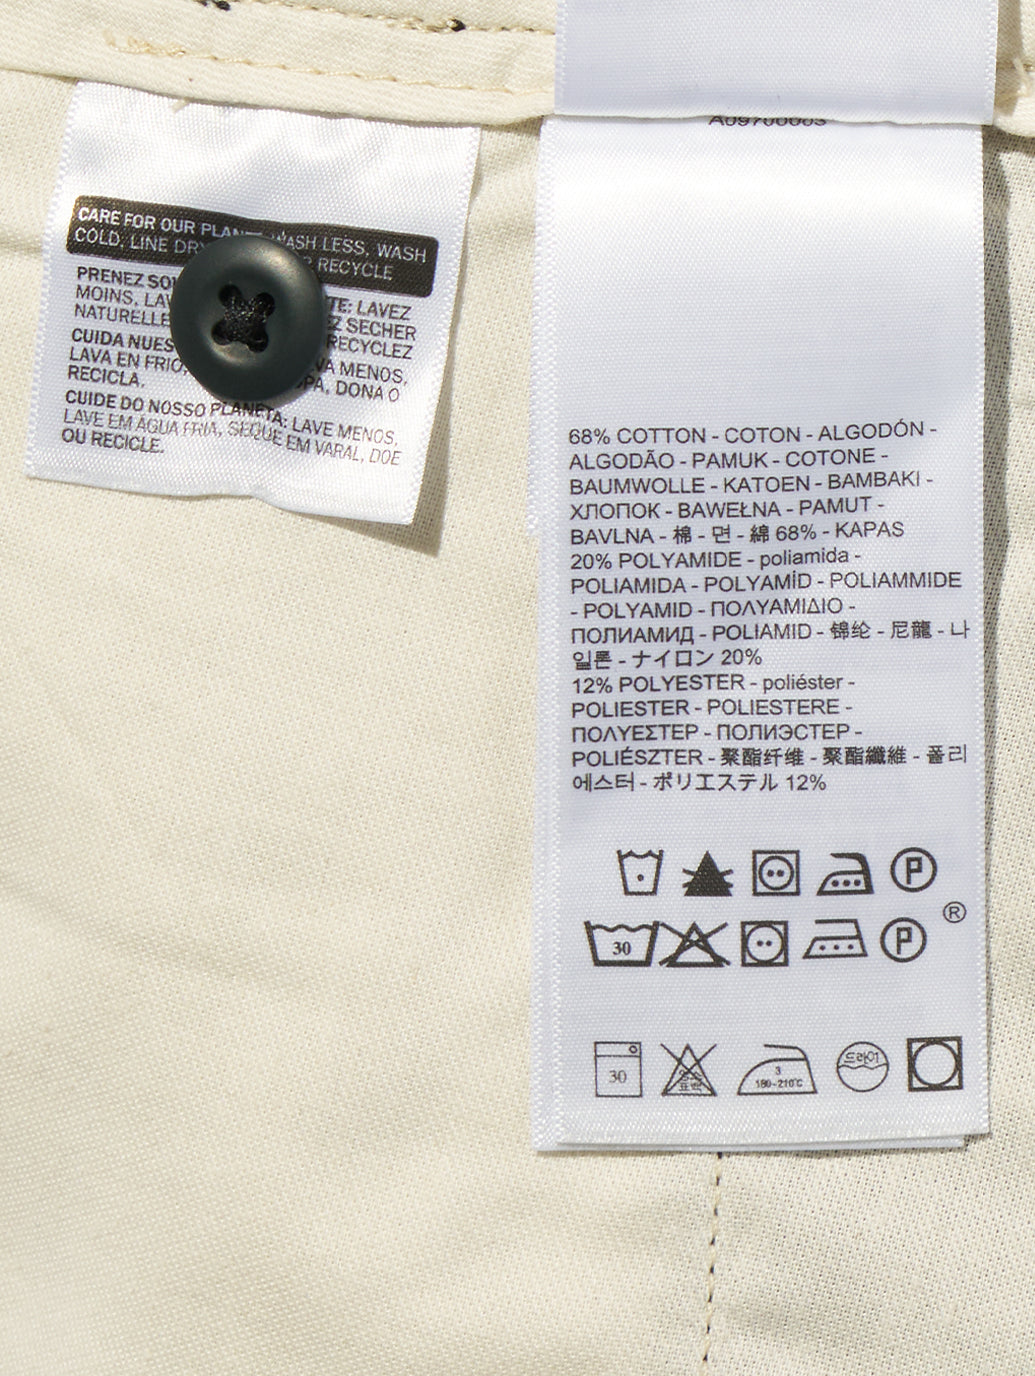 CARE FOR OUR PLANET: WASH LESS, WASH
COLD, LINE DRY RECYCLE
PRENEZ LAVEZ
MOINS, SECHER
NATURELLE RECYCLEZ
CUIDA MENOS,
LAVA EN FRIO, DONA O
RECICLA.
CUIDE DO NOSSO PLANETA: LAVE MENOS,
LAVE EM ÁGUA FRIA, SEQUE EM VARAL, DOE
OU RECICLE.
A09700003
68% COTTON - COTON - ALGODÓN -
ALGODÃO - PAMUK - COTONE -
BAUMWOLLE - KATOEN - BAMBAKI -
ХЛОПОК - BAWEŁNA - PAMUT -
BAVLNA - 棉 - 면 - 綿 68% - KAPAS
20% POLYAMIDE - poliamida -
POLIAMIDA - POLYAMİD - POLIAMMIDE
- POLYAMID - ΠΟΛΥΑΜΙΔΙΟ -
ПОЛИАМИД - POLIAMID - 锦纶 - 尼龍 - 나
일론 - ナイロン 20%
12% POLYESTER - poliéster -
POLIESTER - POLIESTERE -
ΠΟΛΥΕΣΤΕΡ - ПОЛИЭСТЕР -
POLIÉSZTER - 聚酯纤维 - 聚酯纖維 - 폴리
에스터 - ポリエステル 12%
P
®
30 P
30 염소 3 드라이
표백 180~210℃